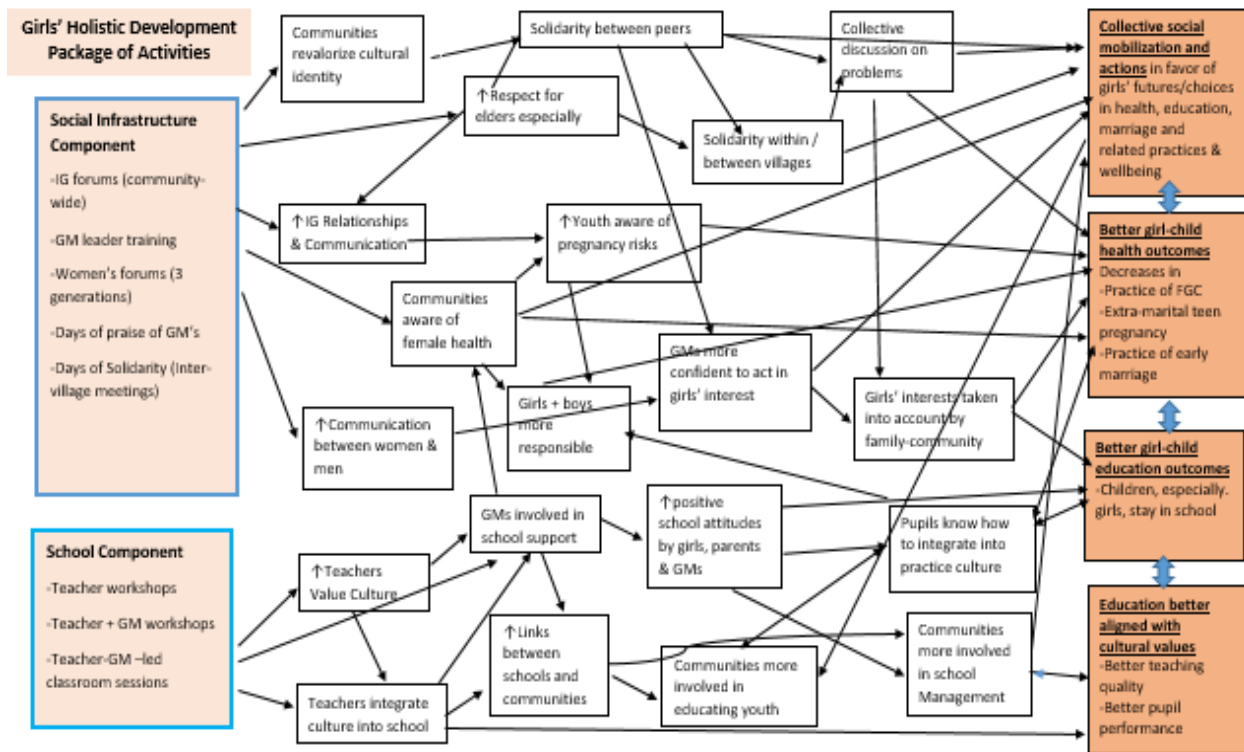 Girls' Holistic Development
Package of Activities
Social Infrastructure
Component
-IG forums (community-
wide)
-GM leader training
-Women's forums (3
generations)
-Days of praise of GM's
-Days of Solidarity (Inter-
village meetings)
School Component
-Teacher workshops
-Teacher + GM workshops
-Teacher-GM –led
classroom sessions
Communities
revalorize cultural
identity
Solidarity between peers
Collective
discussion on
problems
↑Respect for
elders especially
Solidarity within /
between villages
↑IG Relationships
& Communication
↑Youth aware of
pregnancy risks
Communities
aware of
female health
GMs more
confident to act in
girls' interest
Girls + boys
more
responsible
Girls' interests taken
into account by
family-community
↑Communication
between women &
men
GMs involved in
school support
↑positive
school attitudes
by girls, parents
& GMs
Pupils know how
to integrate into
practice culture
↑Teachers
Value Culture
↑Links
between
schools and
communities
Communities more
involved in
educating youth
Communities
more involved
in school
Management
Teachers integrate
culture into school
Collective social
mobilization and
actions in favor of
girls' futures/choices
in health, education,
marriage and
related practices &
wellbeing
Better girl-child
health outcomes
Decreases in
-Practice of FGC
-Extra-marital teen
pregnancy
-Practice of early
marriage
Better girl-child
education outcomes
-Children, especially.
girls, stay in school
Education better
aligned with
cultural values
-Better teaching
quality
-Better pupil
performance